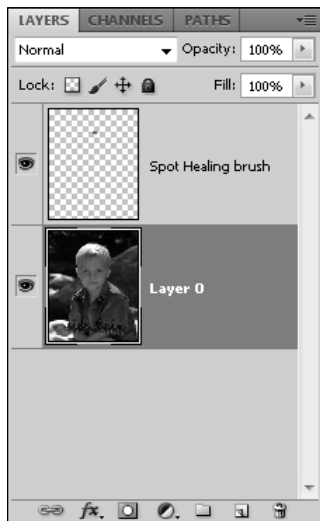 LAYERS CHANNELS PATHS
Normal Opacity: 100%
Lock: Fill: 100%
Spot Healing brush
Layer 0
fx